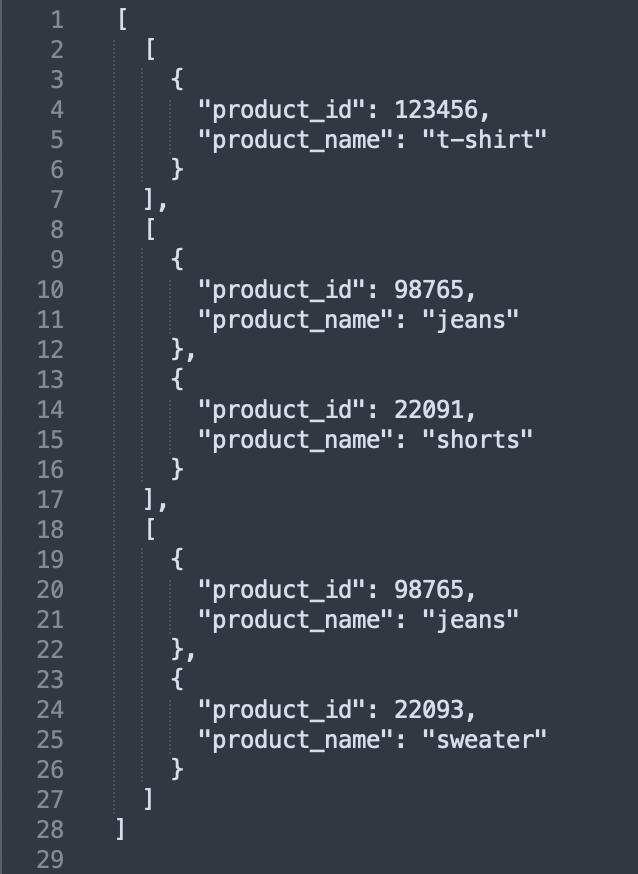 1 [
2   [
3     {
4       "product_id": 123456,
5       "product_name": "t-shirt"
6     }
7   ],
8   [
9     {
10       "product_id": 98765,
11       "product_name": "jeans"
12     },
13     {
14       "product_id": 22091,
15       "product_name": "shorts"
16     }
17   ],
18   [
19     {
20       "product_id": 98765,
21       "product_name": "jeans"
22     },
23     {
24       "product_id": 22093,
25       "product_name": "sweater"
26     }
27   ]
28 ]
29